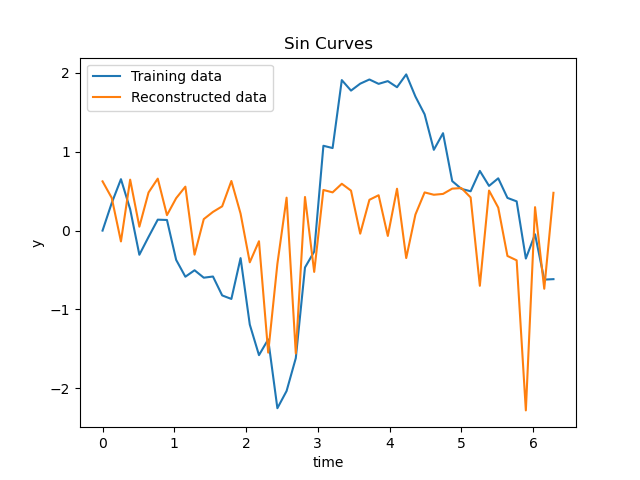 Sin Curves
Training data
Reconstructed data
2
1
0
−1
−2
y
0 1 2 3 4 5 6
time